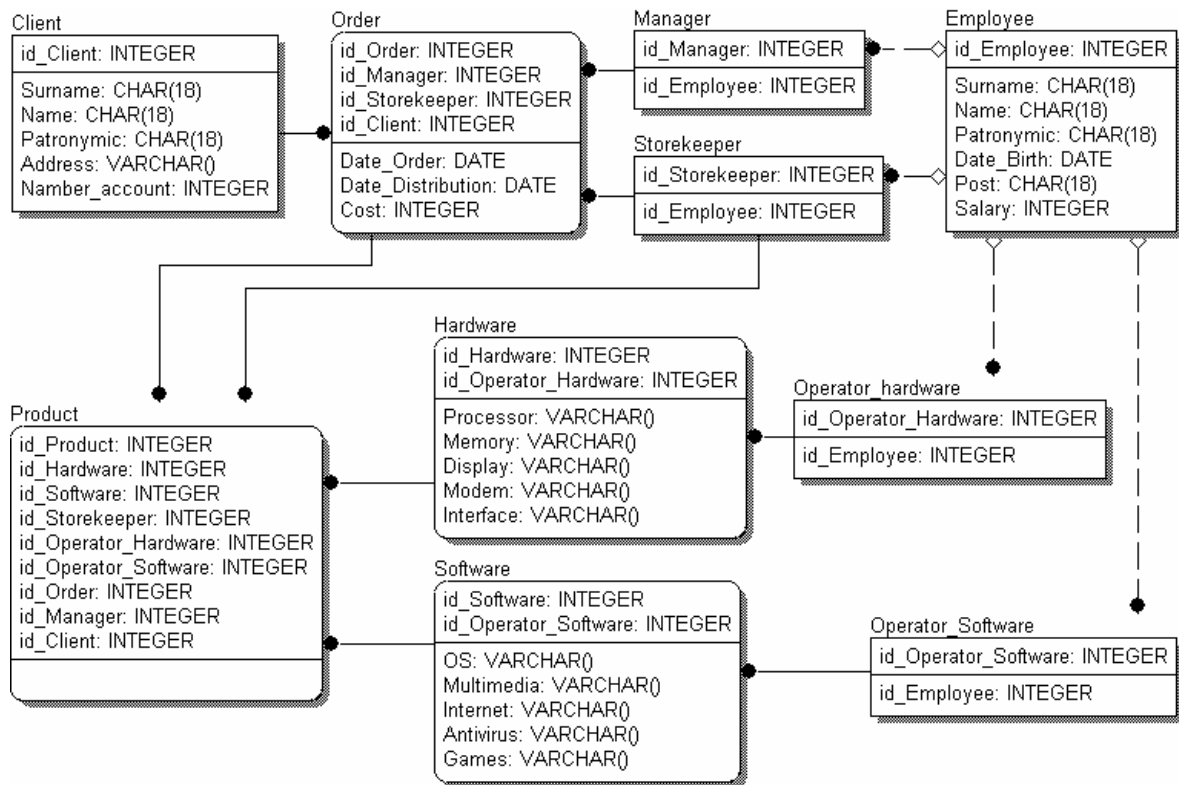 Client
id_Client: INTEGER
Surname: CHAR(18)
Name: CHAR(18)
Patronymic: CHAR(18)
Address: VARCHAR()
Namber_account: INTEGER
Order
id_Order: INTEGER
id_Manager: INTEGER
id_Storekeeper: INTEGER
id_Client: INTEGER
Date_Order: DATE
Date_Distribution: DATE
Cost: INTEGER
Manager
id_Manager: INTEGER
id_Employee: INTEGER
Storekeeper
id_Storekeeper: INTEGER
id_Employee: INTEGER
Employee
id_Employee: INTEGER
Surname: CHAR(18)
Name: CHAR(18)
Patronymic: CHAR(18)
Date_Birth: DATE
Post: CHAR(18)
Salary: INTEGER
Hardware
id_Hardware: INTEGER
id_Operator_Hardware: INTEGER
Processor: VARCHAR()
Memory: VARCHAR()
Display: VARCHAR()
Modem: VARCHAR()
Interface: VARCHAR()
Operator_hardware
id_Operator_Hardware: INTEGER
id_Employee: INTEGER
Product
id_Product: INTEGER
id_Hardware: INTEGER
id_Software: INTEGER
id_Storekeeper: INTEGER
id_Operator_Hardware: INTEGER
id_Operator_Software: INTEGER
id_Order: INTEGER
id_Manager: INTEGER
id_Client: INTEGER
Software
id_Software: INTEGER
id_Operator_Software: INTEGER
OS: VARCHAR()
Multimedia: VARCHAR()
Internet: VARCHAR()
Antivirus: VARCHAR()
Games: VARCHAR()
Operator_Software
id_Operator_Software: INTEGER
id_Employee: INTEGER